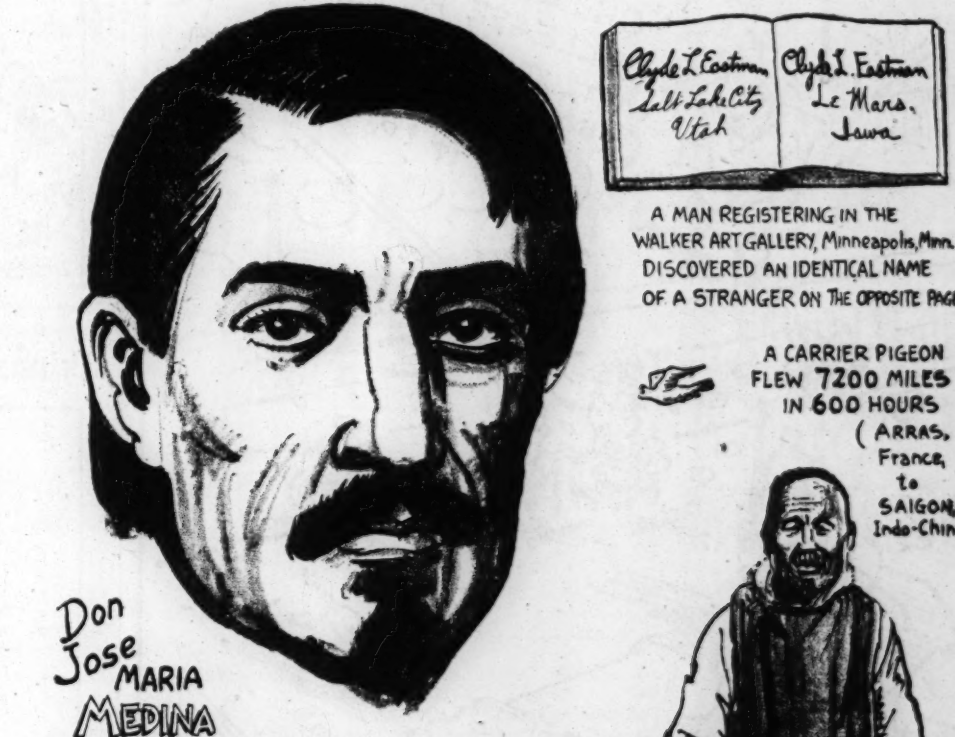 Clyde L Eastman
Salt Lake City
Utah
Clyde L. Eastman
Le Mars,
Iowa
A MAN REGISTERING IN THE
WALKER ART GALLERY, Minneapolis, Minn.
DISCOVERED AN IDENTICAL NAME
OF A STRANGER ON THE OPPOSITE PAGE
A CARRIER PIGEON
FLEW 7200 MILES
IN 600 HOURS
(ARRAS,
France,
to
SAIGON,
Indo-Chin
Don
Jose
MARIA
MEDINA